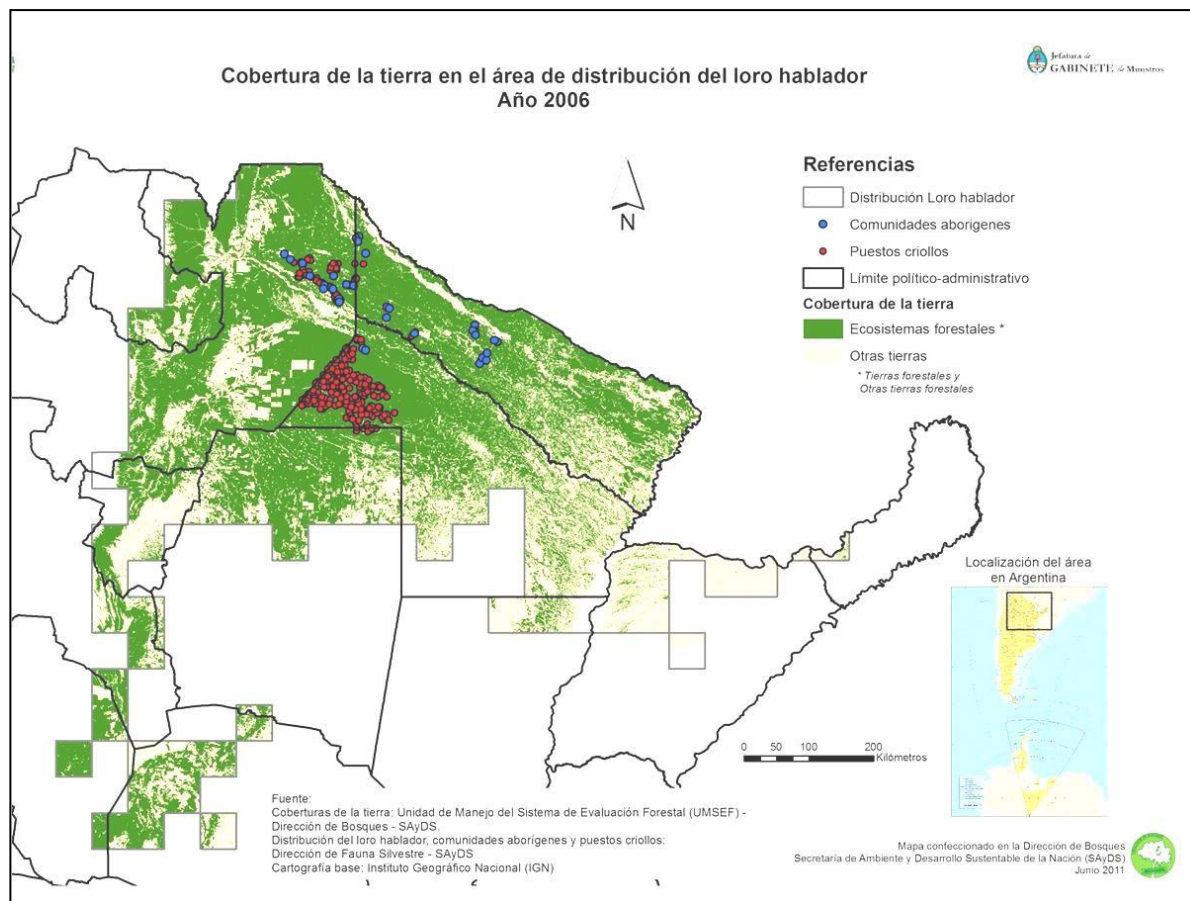 Cobertura de la tierra en el área de distribución del loro hablador
Año 2006
Jefatura de
GABINETE de Ministros
Referencias
Distribución Loro hablador
Comunidades aborígenes
Puestos criollos
Límite político-administrativo
Cobertura de la tierra
Ecosistemas forestales *
Otras tierras
* Tierras forestales y
Otras tierras forestales
N
Localización del área
en Argentina
0 50 100 200
Kilómetros
Fuente:
Coberturas de la tierra: Unidad de Manejo del Sistema de Evaluación Forestal (UMSEF) -
Dirección de Bosques - SAyDS.
Distribución del loro hablador, comunidades aborígenes y puestos criollos:
Dirección de Fauna Silvestre - SAyDS
Cartografía base: Instituto Geográfico Nacional (IGN)
Mapa confeccionado en la Dirección de Bosques
Secretaría de Ambiente y Desarrollo Sustentable de la Nación (SAyDS)
Junio 2011